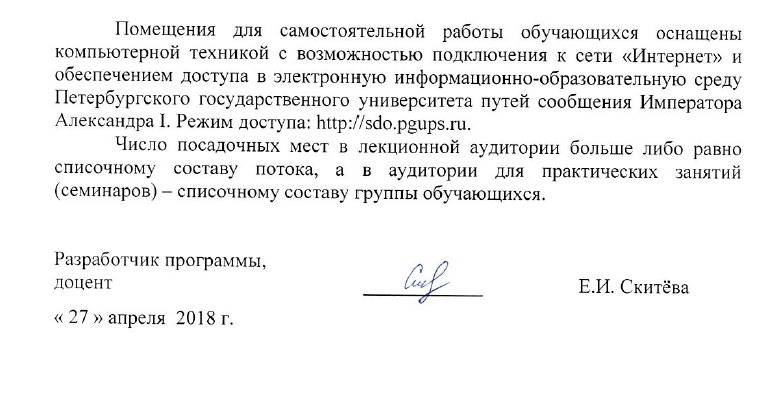 Помещения для самостоятельной работы обучающихся оснащены
компьютерной техникой с возможностью подключения к сети «Интернет» и
обеспечением доступа в электронную информационно-образовательную среду
Петербургского государственного университета путей сообщения Императора
Александра I. Режим доступа: http://sdo.pgups.ru.
Число посадочных мест в лекционной аудитории больше либо равно
списочному составу потока, а в аудитории для практических занятий
(семинаров) – списочному составу группы обучающихся.
Разработчик программы,
доцент Е.И. Скитёва
« 27 » апреля 2018 г.